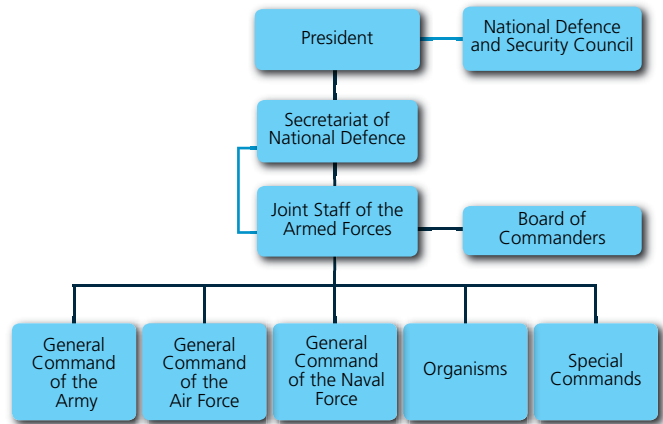 President
National Defence
and Security Council
Secretariat of
National Defence
Joint Staff of the
Armed Forces
Board of
Commanders
General
Command
of the
Army
General
Command
of the
Air Force
General
Command
of the Naval
Force
Organisms
Special
Commands